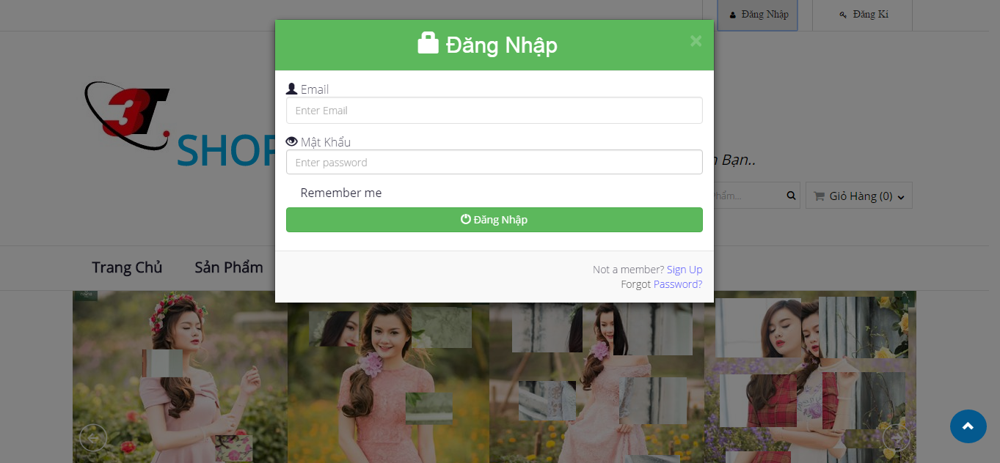 Đăng Nhập
Đăng Kí
Đăng Nhập
×
3T.
SHOP
Email
Enter Email
Mật Khẩu
Enter password
Bạn..
Remember me
Giỏ Hàng (0)
Đăng Nhập
Trang Chủ
Sản Phẩm
Not a member? Sign Up
Forgot Password?